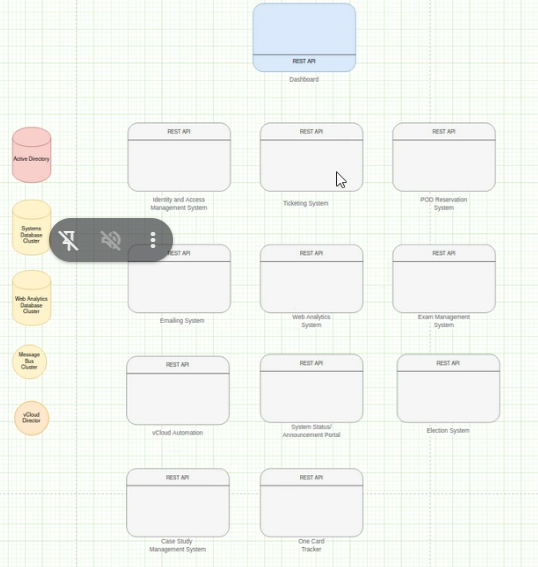 REST API
Dashboard
Active Directory
Systems
Database
Cluster
Web Analytics
Database
Cluster
Message
Bus
Cluster
vCloud
Director
REST API
Identity and Access
Management System
REST API
Ticketing System
REST API
POD Reservation
System
REST API
Emailing System
REST API
Web Analytics
System
REST API
Exam Management
System
REST API
vCloud Automation
REST API
System Status/
Announcement Portal
REST API
Election System
REST API
Case Study
Management System
REST API
One Card
Tracker